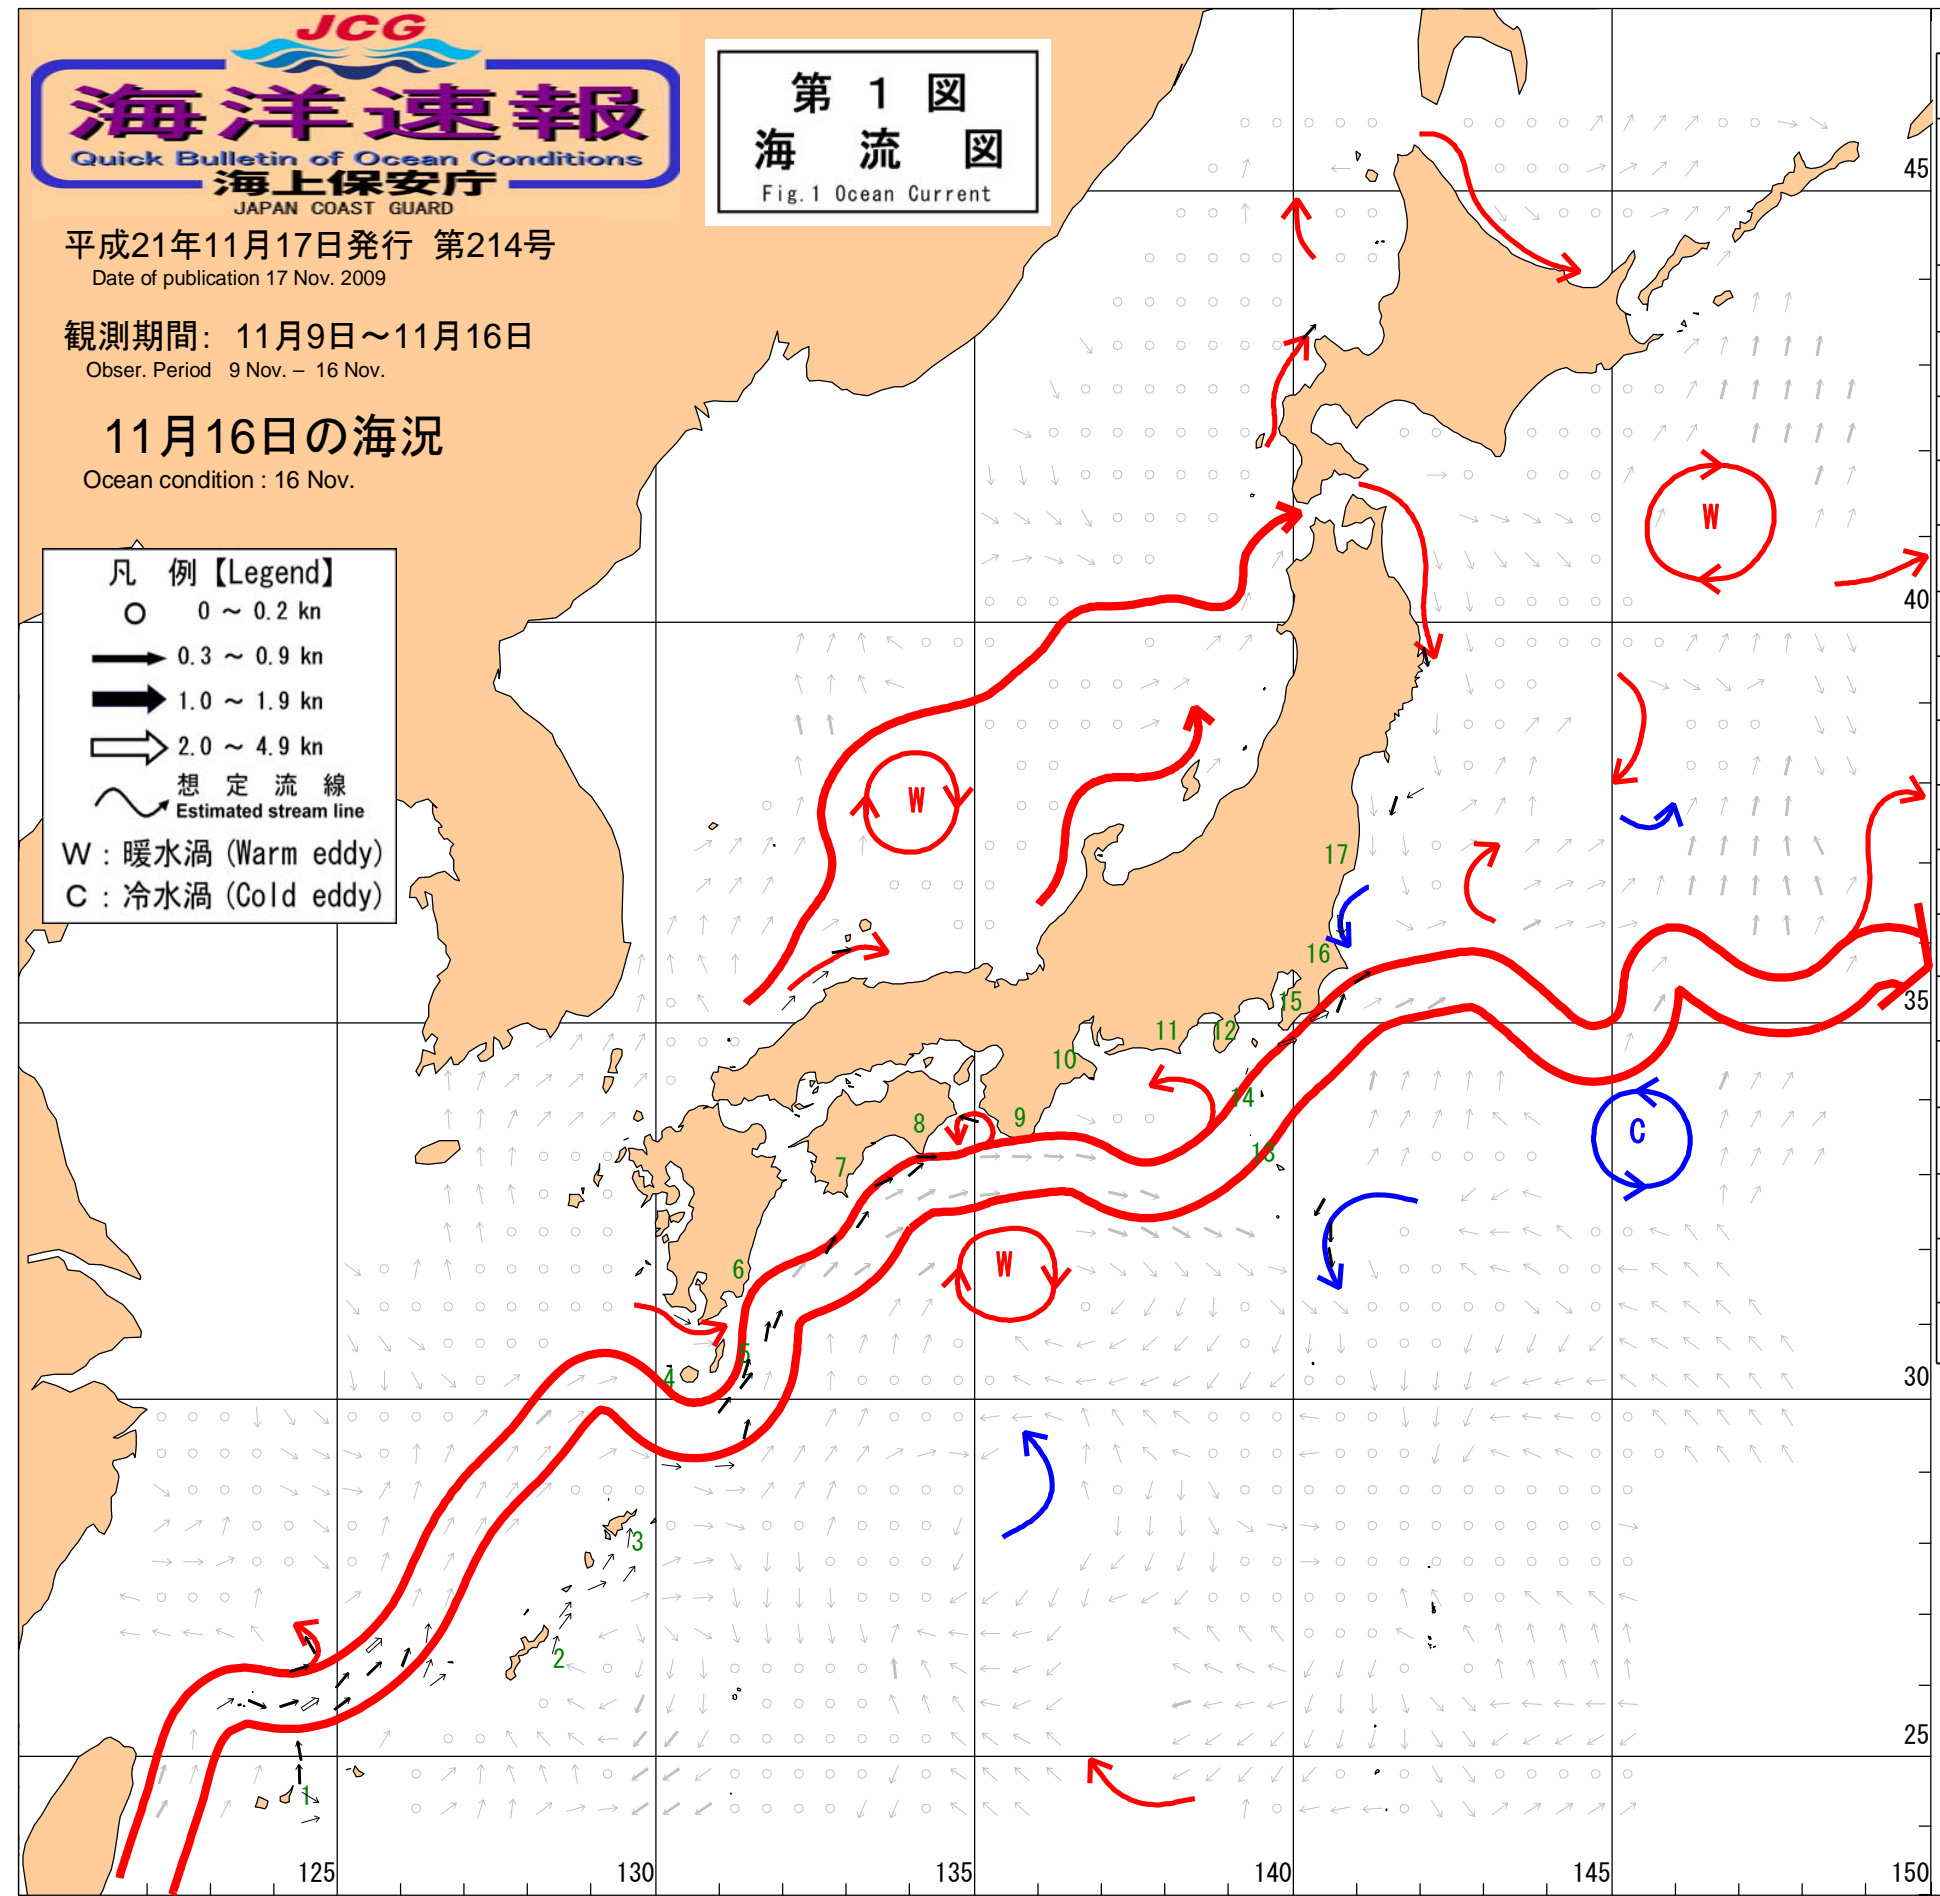 JCG
海洋速報
Quick Bulletin of Ocean Conditions
海上保安庁
JAPAN COAST GUARD
第 1 図
海 流 図
Fig.1 Ocean Current
平成21年11月17日発行 第214号
Date of publication 17 Nov. 2009
観測期間: 11月9日～11月16日
Obser. Period 9 Nov. – 16 Nov.
11月16日の海況
Ocean condition : 16 Nov.
凡 例【Legend】
0 ～ 0.2 kn
0.3 ～ 0.9 kn
1.0 ～ 1.9 kn
2.0 ～ 4.9 kn
想 定 流 線
Estimated stream line
W : 暖水渦 (Warm eddy)
C : 冷水渦 (Cold eddy)
45
W
40
W
17
16
15
35
11
12
10
14
9
8
C
13
7
6
W
5
4
30
3
2
25
1
125
130
135
140
145
150